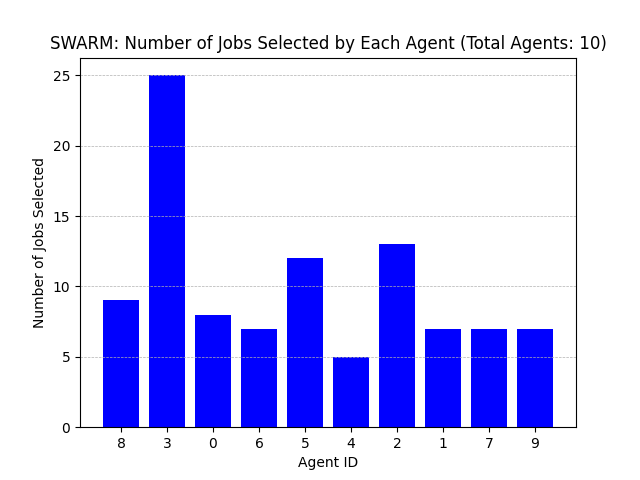 SWARM: Number of Jobs Selected by Each Agent (Total Agents: 10)
25
20
15
10
5
0
Number of Jobs Selected
8 3 0 6 5 4 2 1 7 9
Agent ID